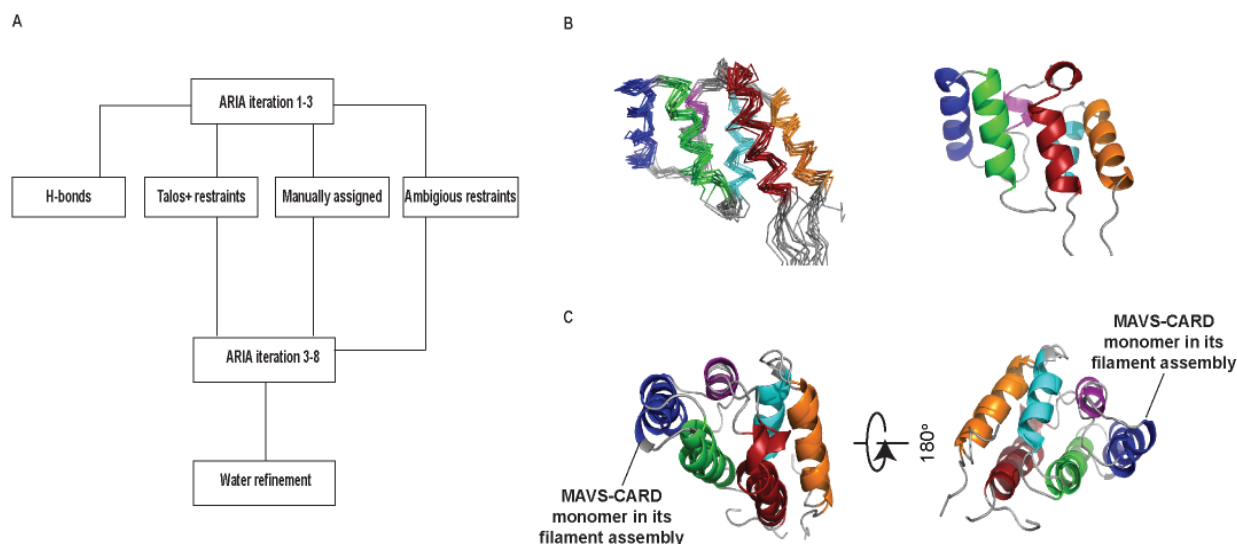 A
ARIA iteration 1-3
H-bonds
Talos+ restraints
Manually assigned
Ambigious restraints
ARIA iteration 3-8
Water refinement
B
C
MAVS-CARD
monomer in its
filament assembly
180°
MAVS-CARD
monomer in its
filament assembly